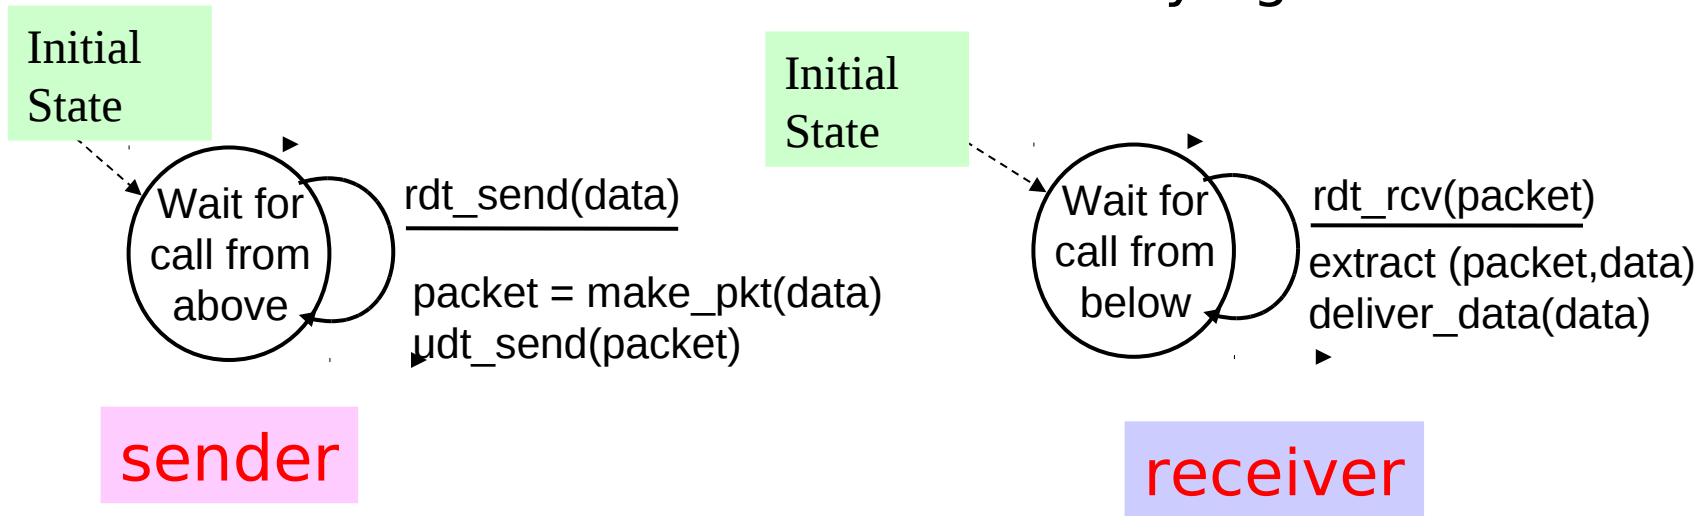 Initial
State
Wait for
call from
above
rdt_send(data)
packet = make_pkt(data)
udt_send(packet)
sender
Initial
State
Wait for
call from
below
rdt_rcv(packet)
extract (packet,data)
deliver_data(data)
receiver